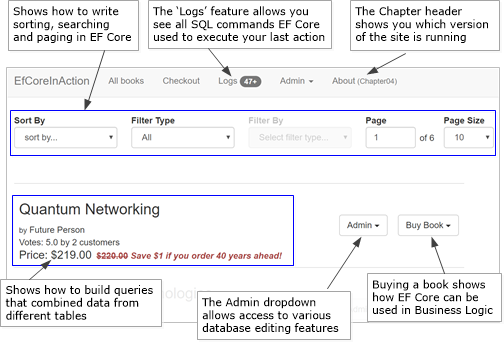 Shows how to write
sorting, searching
and paging in EF Core
The ‘Logs’ feature allows you
see all SQL commands EF Core
used to execute your last action
The Chapter header
shows you which version
of the site is running
EfCoreInAction All books Checkout Logs 47+ Admin About (Chapter04)
Sort By Filter Type Filter By Page Page Size
sort by... All Select filter type... 1 of 6 10
Quantum Networking
by Future Person
Votes: 5.0 by 2 customers
Price: $219.00 $220.00 Save $1 if you order 40 years ahead!
Admin Buy Book
Shows how to build queries
that combined data from
different tables
The Admin dropdown
allows access to various
database editing features
Buying a book shows
how EF Core can be
used in Business Logic